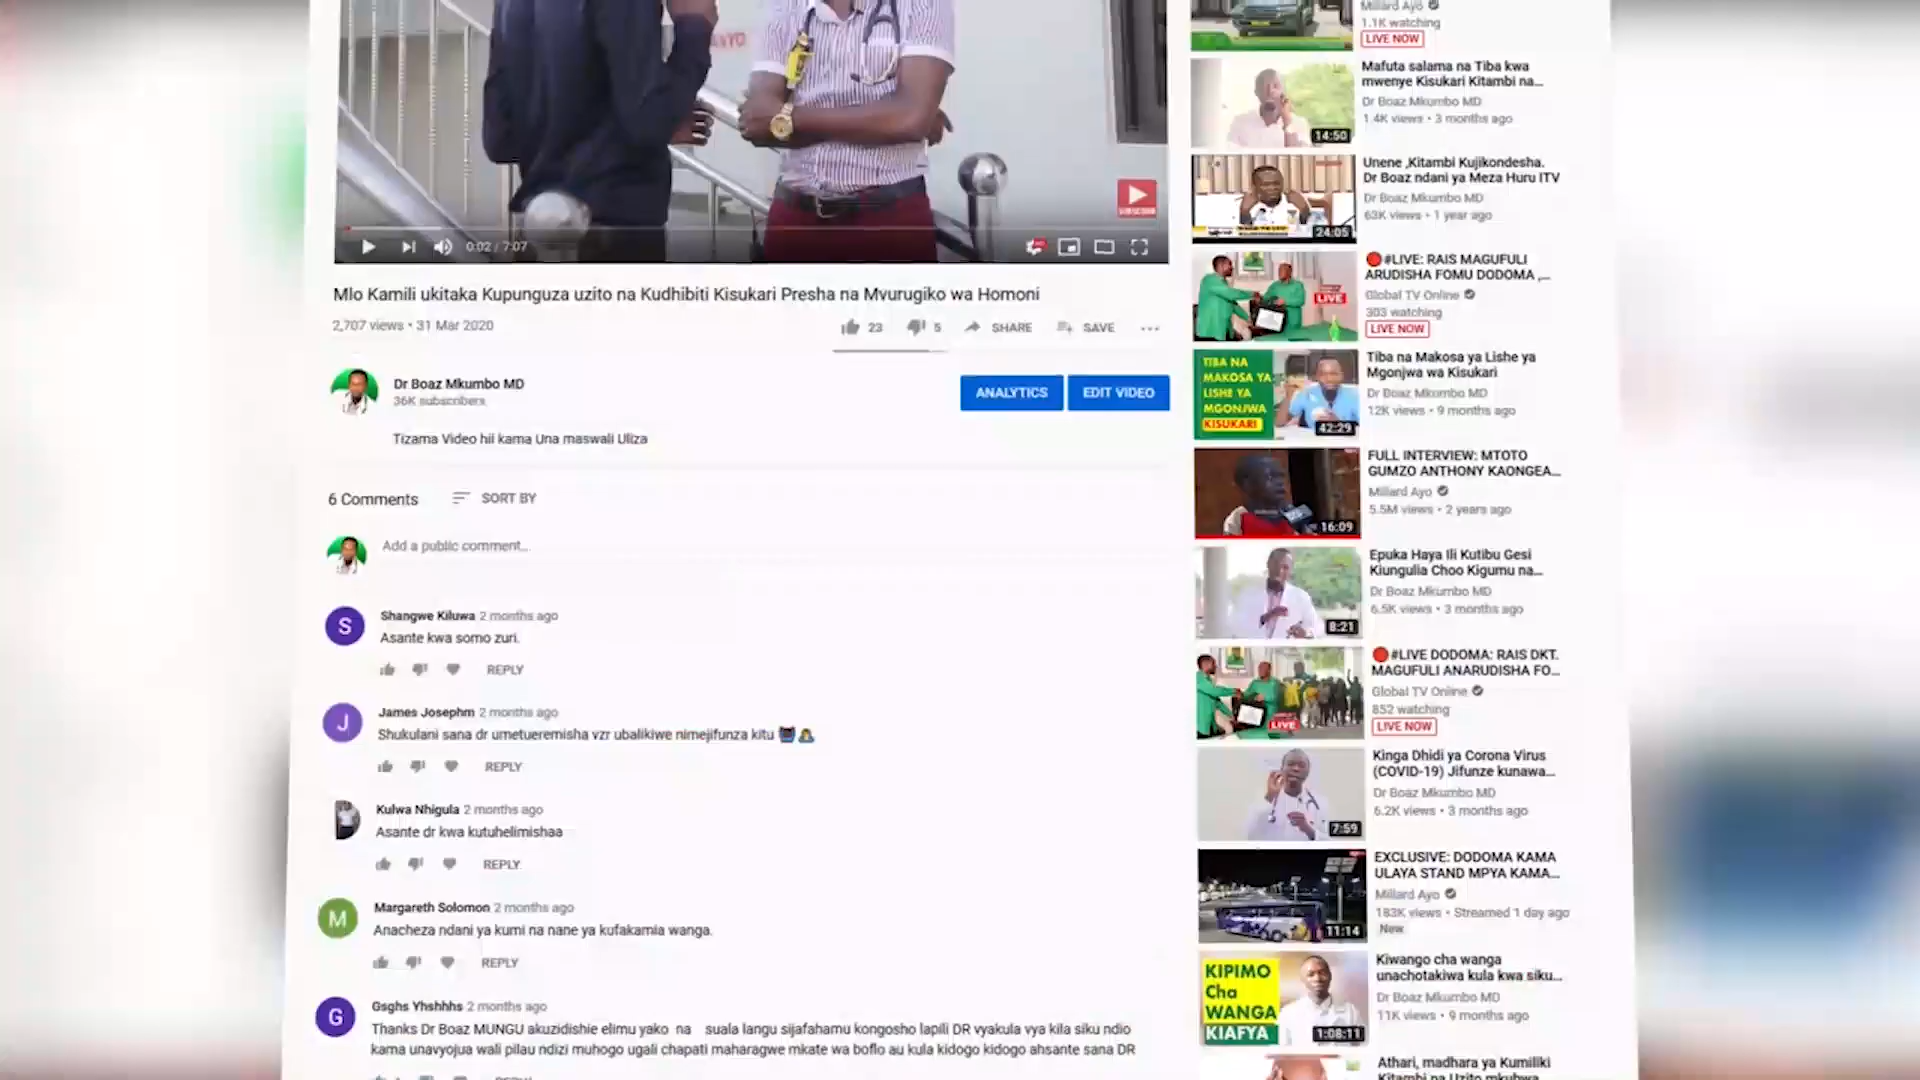 0:02 / 7:07
SUBSCRIBE
Mlo Kamili ukitaka Kupunguza uzito na Kudhibiti Kisukari Presha na Mvurugiko wa Homoni
2,707 views • 31 Mar 2020
23
5
SHARE
SAVE
Dr Boaz Mkumbo MD
36K subscribers
ANALYTICS
EDIT VIDEO
Tizama Video hii kama Una maswali Uliza
6 Comments
SORT BY
Add a public comment...
Shangwe Kiluwa 2 months ago
Asante kwa somo zuri.
REPLY
James Josephm 2 months ago
Shukulani sana dr umetueremisha vzr ubalikiwe nimejifunza kitu
REPLY
Kulwa Nhigula 2 months ago
Asante dr kwa kutuhelimishaa
REPLY
Margareth Solomon 2 months ago
Anacheza ndani ya kumi na nane ya kufakamia wanga.
REPLY
Gsghs Yhshhhs 2 months ago
Thanks Dr Boaz MUNGU akuzidishie elimu yako na suala langu sijafahamu kongosho lapili DR vyakula vya kila siku ndio
kama unavyojua wali pilau ndizi muhogo ugali chapati maharagwe mkate wa boflo au kula kidogo kidogo ahsante sana DR
Millard Ayo
1.1K watching
LIVE NOW
Mafuta salama na Tiba kwa
mwenye Kisukari Kitambi na...
Dr Boaz Mkumbo MD
1.4K views • 3 months ago
14:50
Unene ,Kitambi Kujikondesha.
Dr Boaz ndani ya Meza Huru ITV
Dr Boaz Mkumbo MD
63K views • 1 year ago
24:05
#LIVE: RAIS MAGUFULI
ARUDISHA FOMU DODOMA ,...
Global TV Online
303 watching
LIVE NOW
LIVE
Tiba na Makosa ya Lishe ya
Mgonjwa wa Kisukari
Dr Boaz Mkumbo MD
12K views • 9 months ago
TIBA NA
MAKOSA YA
LISHE YA
MGONJWA
KISUKARI
42:29
FULL INTERVIEW: MTOTO
GUMZO ANTHONY KAONGEA...
Millard Ayo
5.5M views • 2 years ago
16:09
Epuka Haya Ili Kutibu Gesi
Kiungulia Choo Kigumu na...
Dr Boaz Mkumbo MD
6.5K views • 3 months ago
8:21
#LIVE DODOMA: RAIS DKT.
MAGUFULI ANARUDISHA FO...
Global TV Online
852 watching
LIVE NOW
LIVE
Kinga Dhidi ya Corona Virus
(COVID-19) Jifunze kunawa...
Dr Boaz Mkumbo MD
6.2K views • 3 months ago
7:59
EXCLUSIVE: DODOMA KAMA
ULAYA STAND MPYA KAMA...
Millard Ayo
183K views • Streamed 1 day ago
New
11:14
Kiwango cha wanga
unachotakiwa kula kwa siku...
Dr Boaz Mkumbo MD
11K views • 9 months ago
KIPIMO
Cha
WANGA
KIAFYA
1:08:11
Athari, madhara ya Kumiliki
Kitambi na Uzito mkubwa